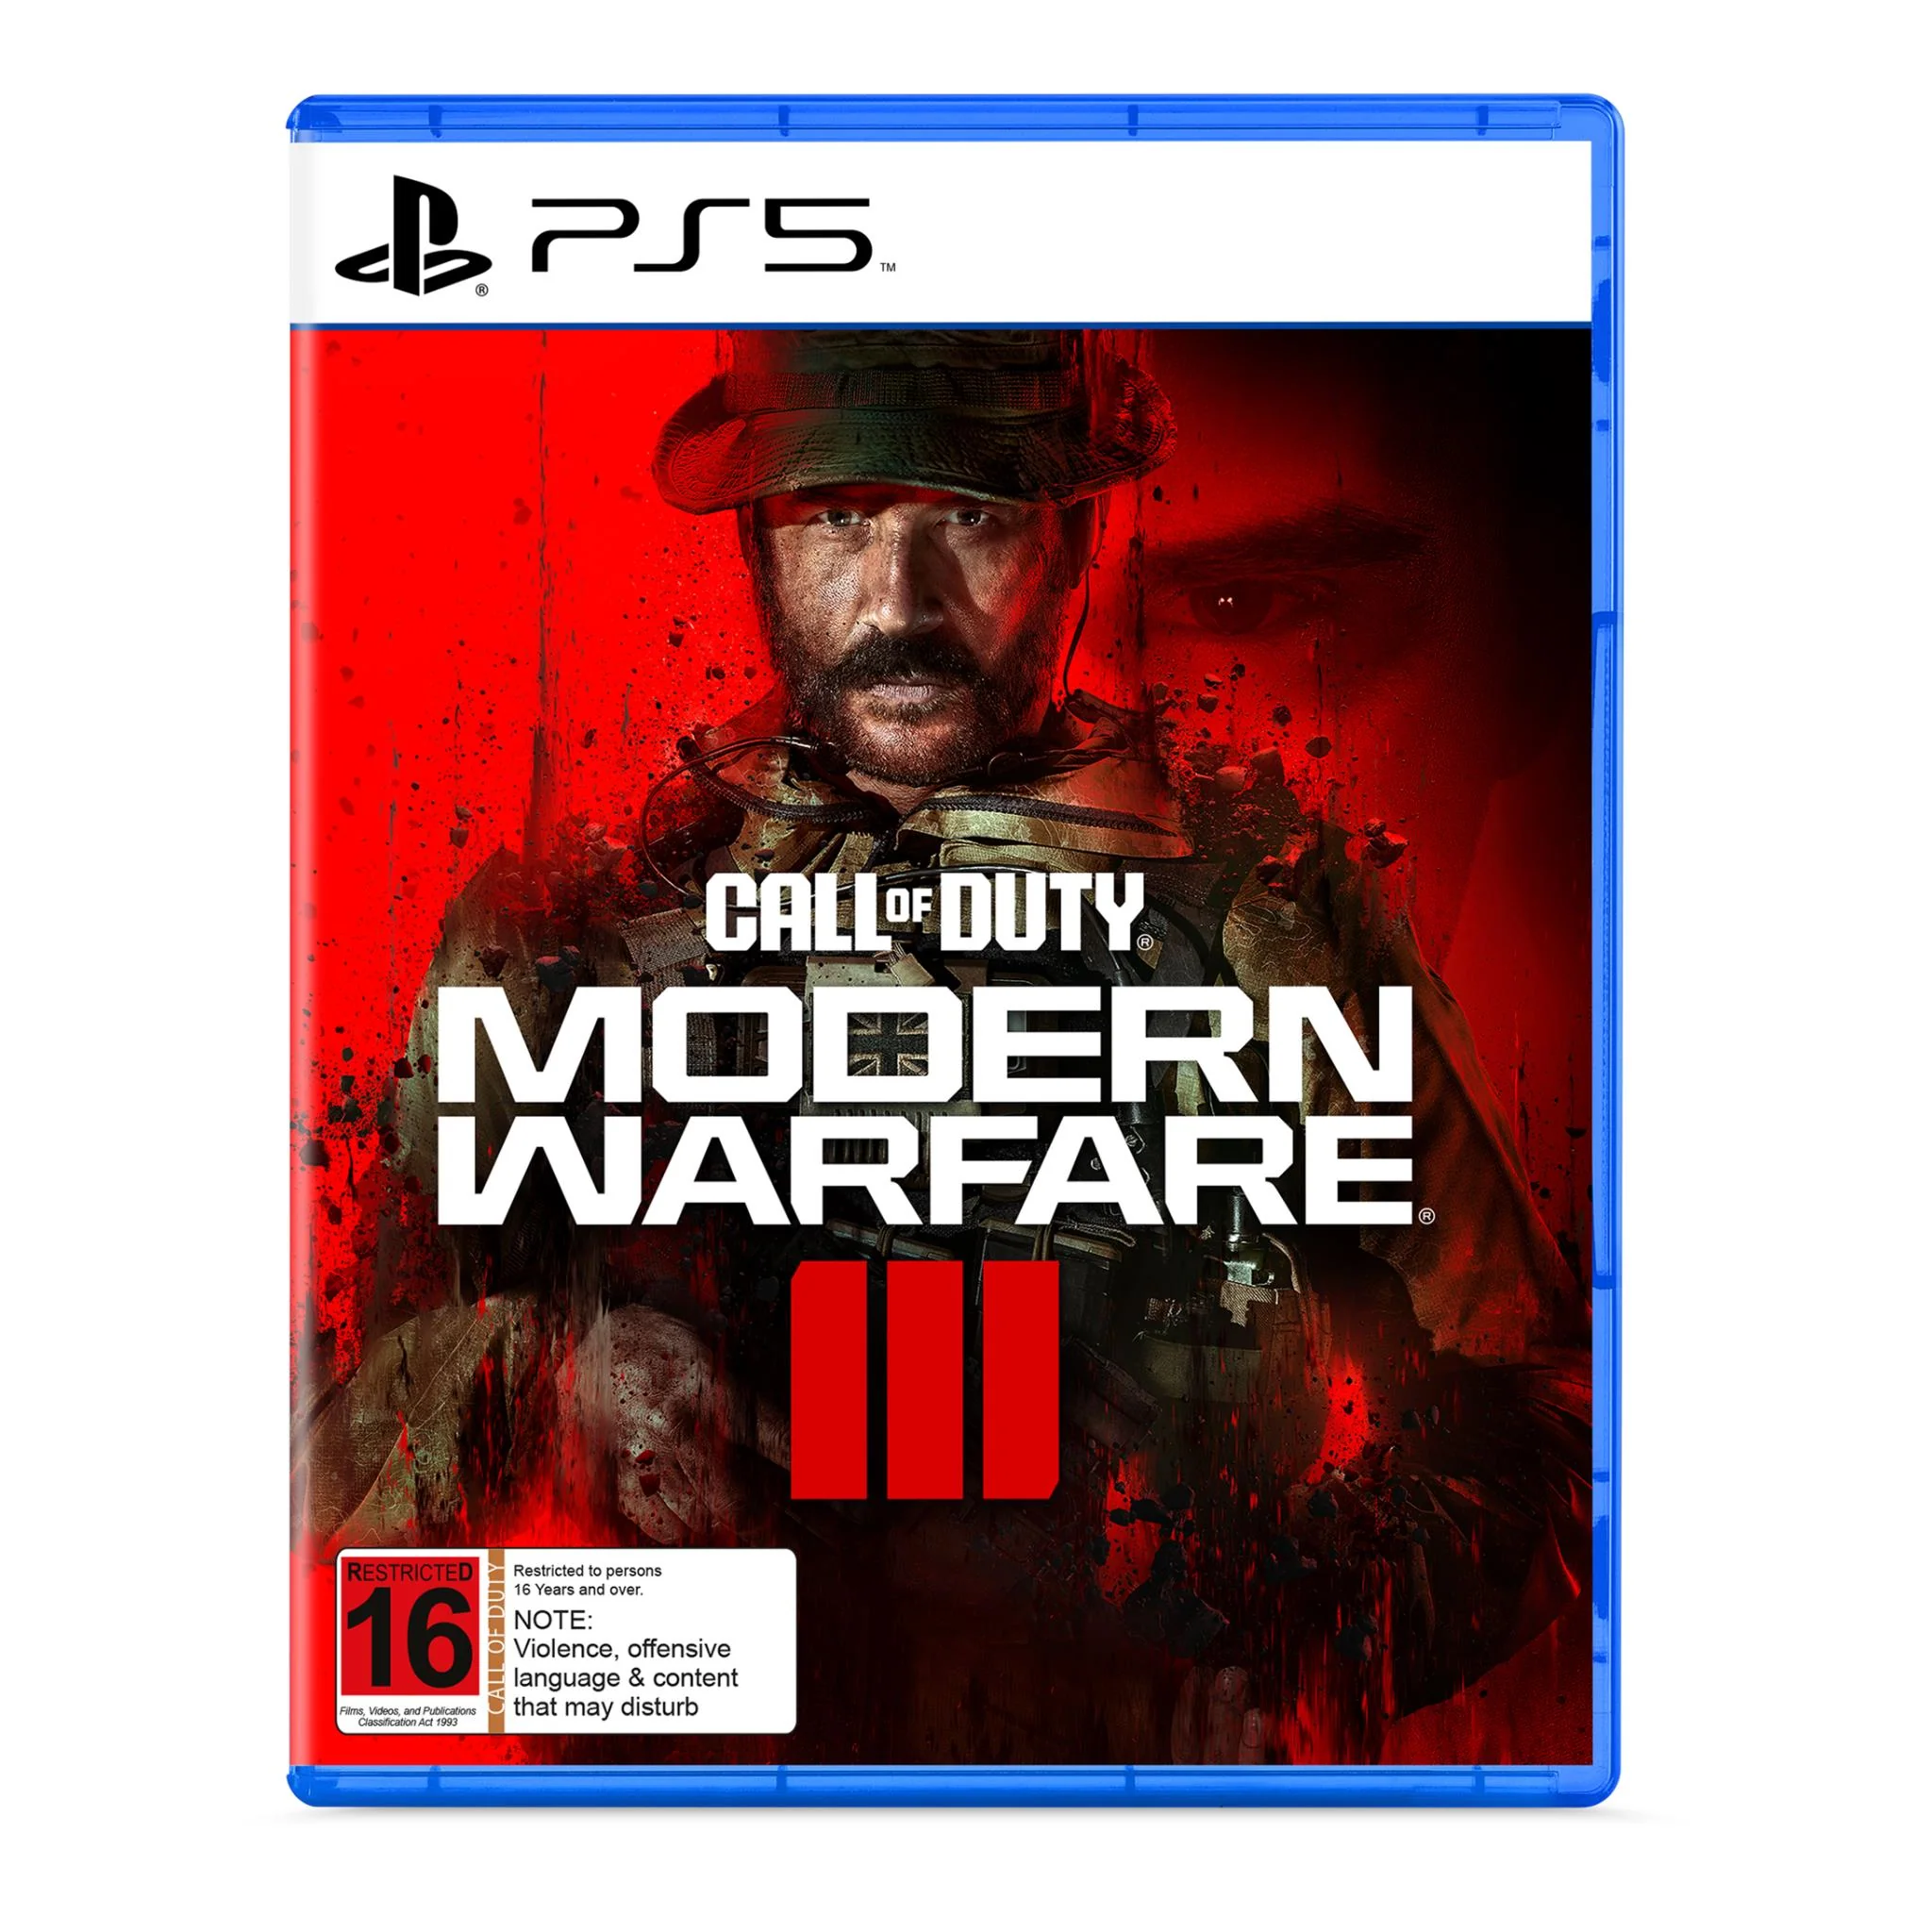 PS5™
CALL OF DUTY®
MODERN
WARFARE®
III
RESTRICTED
16
Films, Videos, and Publications
Classification Act 1993
CALL OF DUTY
Restricted to persons
16 Years and over.
NOTE:
Violence, offensive
language & content
that may disturb